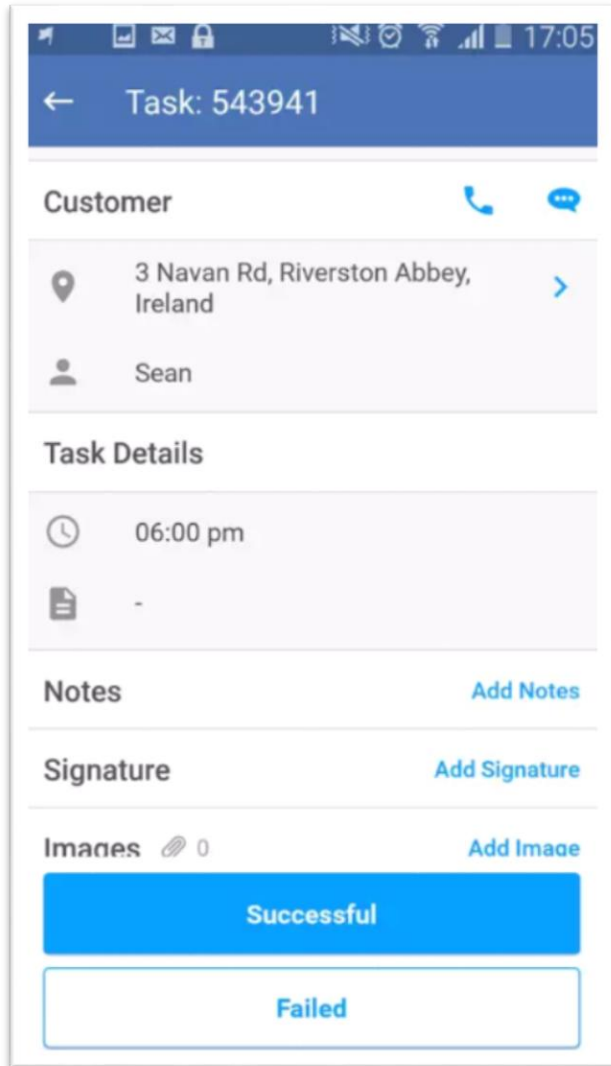 17:05
Task: 543941
Customer
3 Navan Rd, Riverston Abbey,
Ireland
Sean
Task Details
06:00 pm
-
Notes Add Notes
Signature Add Signature
Images 0 Add Image
Successful
Failed